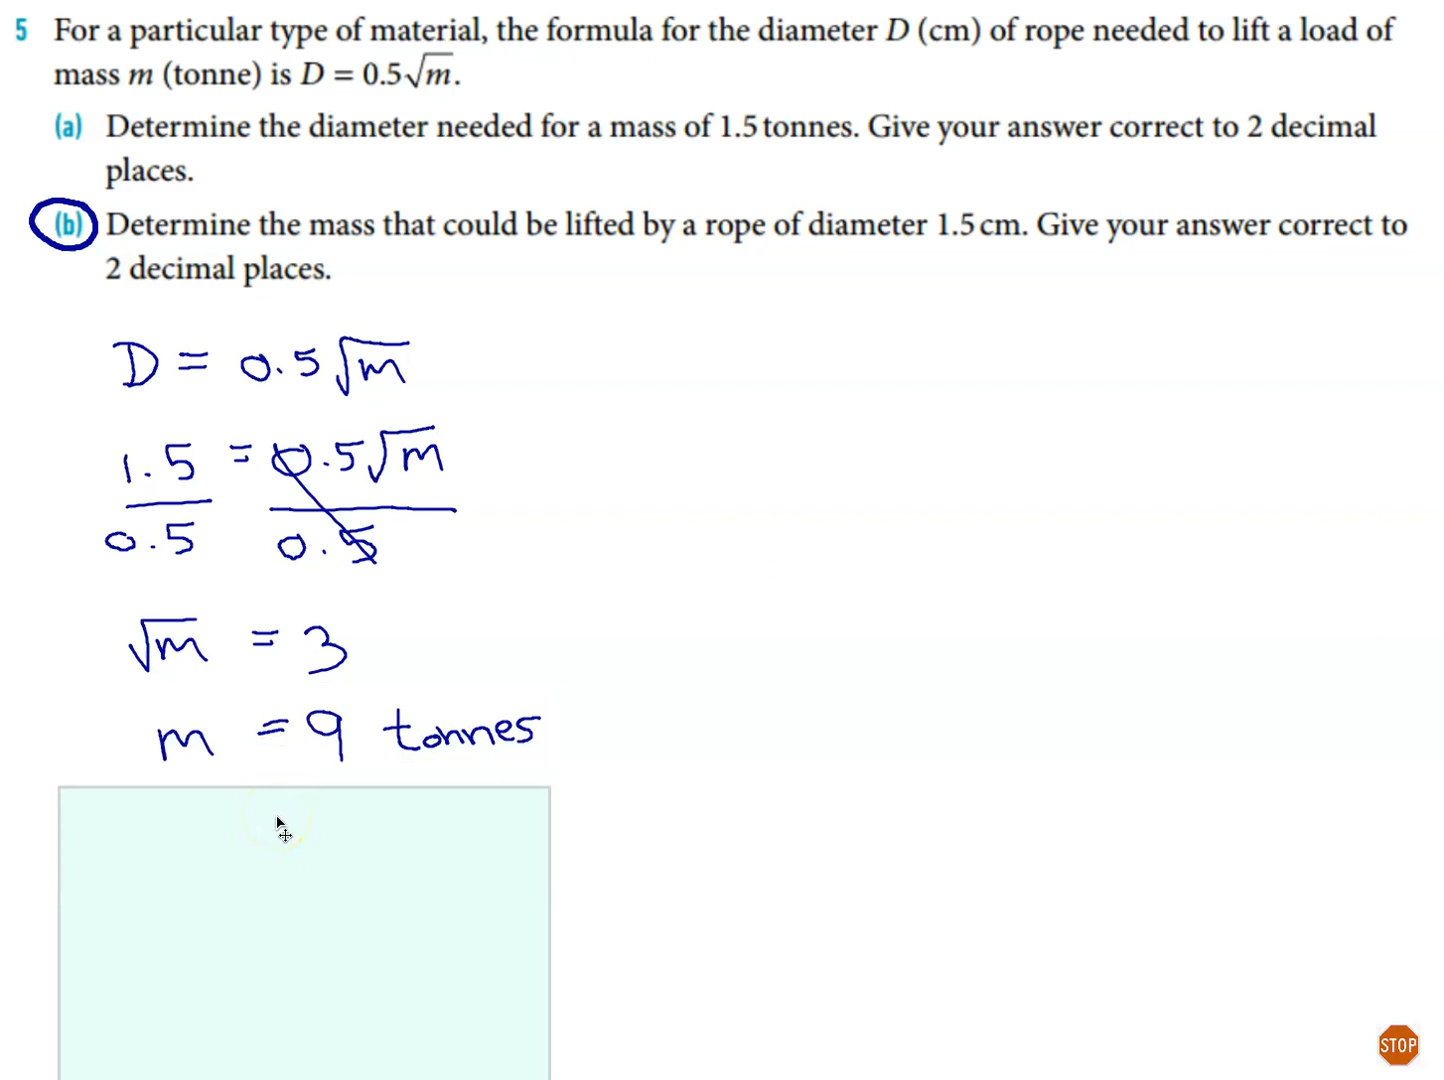 5 For a particular type of material, the formula for the diameter D (cm) of rope needed to lift a load of
mass m (tonne) is D = 0.5√m.
(a) Determine the diameter needed for a mass of 1.5 tonnes. Give your answer correct to 2 decimal
places.
(b) Determine the mass that could be lifted by a rope of diameter 1.5 cm. Give your answer correct to
2 decimal places.
D = 0.5√m
1.5 = 0.5√m
0.5 0.5
√m = 3
m = 9 tonnes
STOP